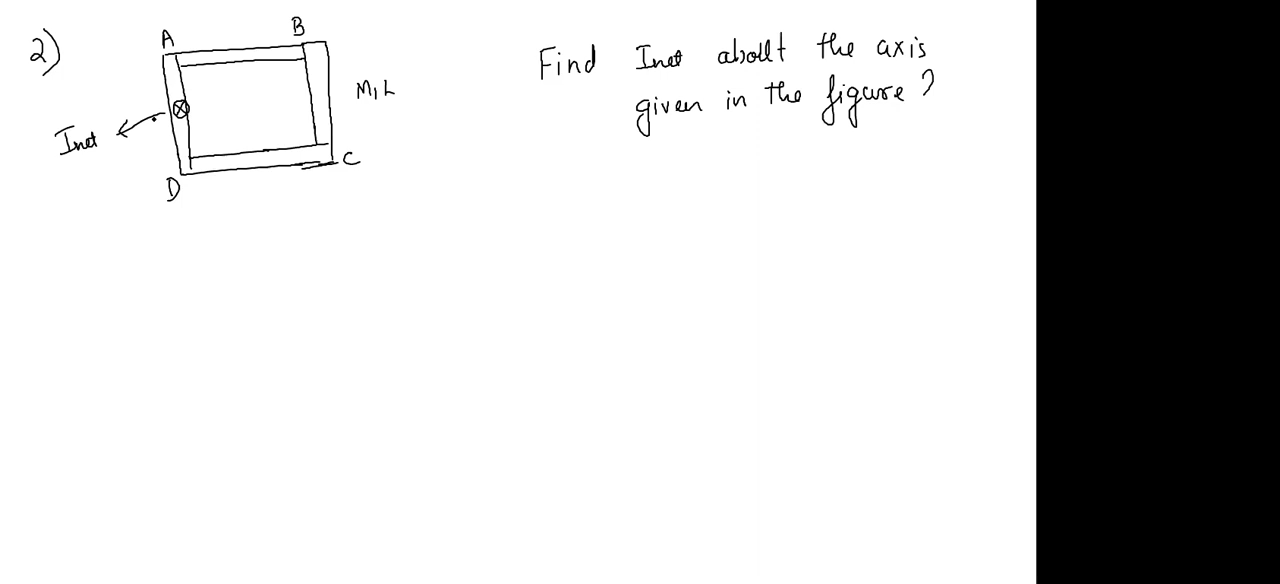 2)
A
B
M, L
Inet
D
C
Find Inet about the axis
given in the figure?